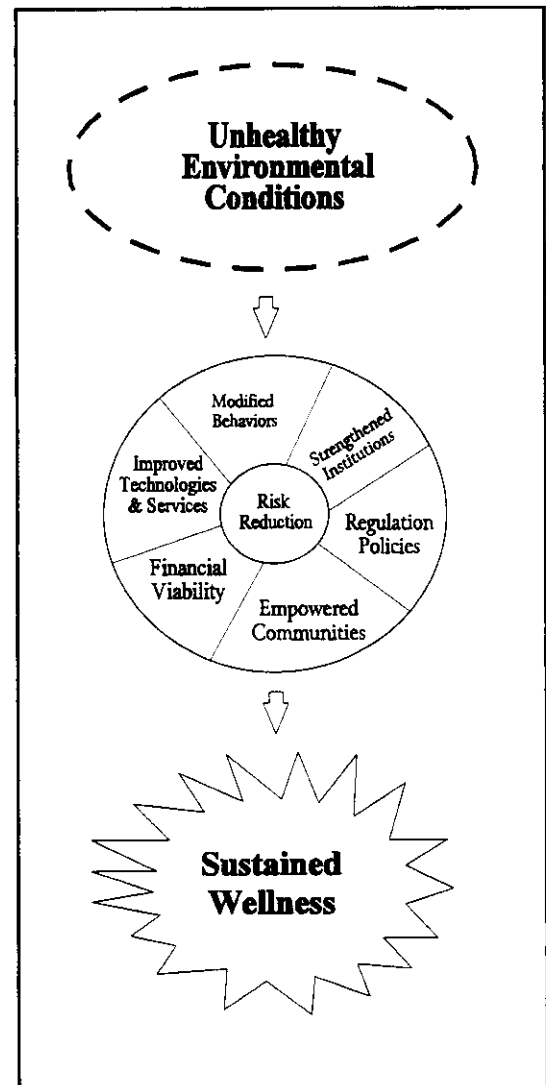 Unhealthy
Environmental
Conditions
Modified
Behaviors
Strengthened
Institutions
Improved
Technologies
& Services
Risk
Reduction
Regulation
Policies
Financial
Viability
Empowered
Communities
Sustained
Wellness